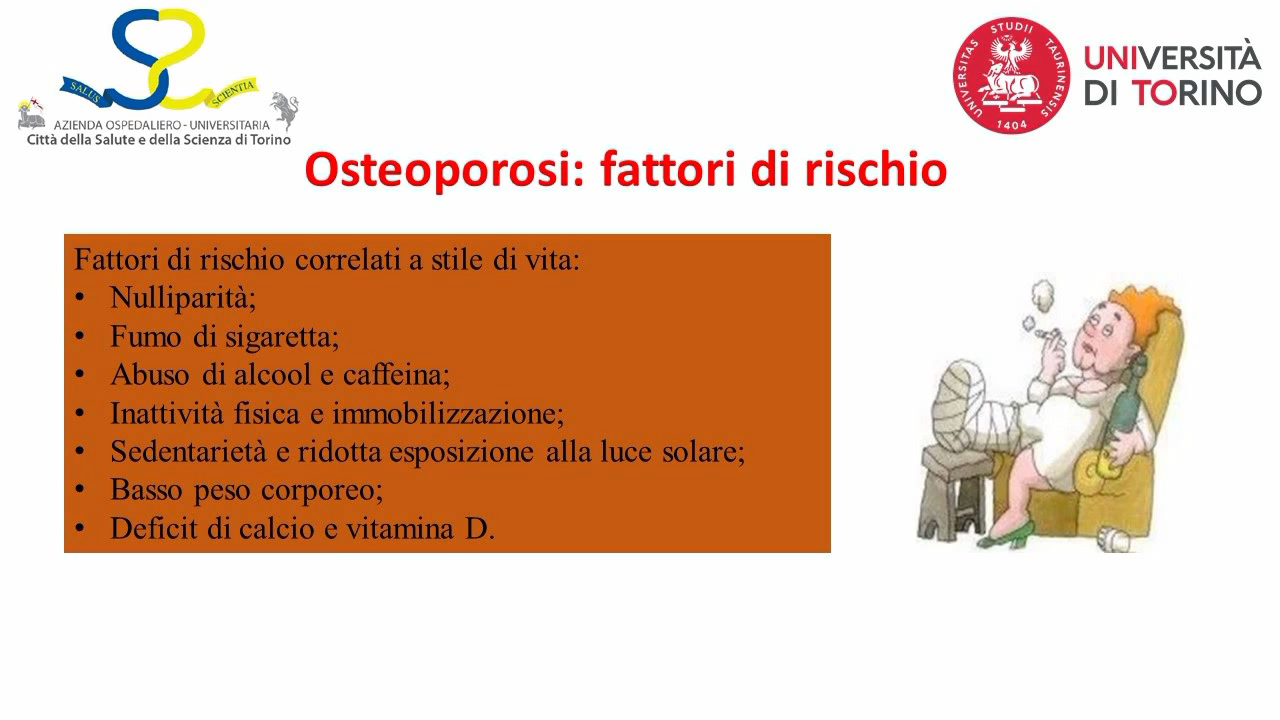 SALUS
SCIENTIA
AZIENDA OSPEDALIERO - UNIVERSITARIA
Città della Salute e della Scienza di Torino
UNIVERSITAS STUDII TAURINENSIS
1404
UNIVERSITÀ
DI TORINO
Osteoporosi: fattori di rischio
Fattori di rischio correlati a stile di vita:
• Nulliparità;
• Fumo di sigaretta;
• Abuso di alcool e caffeina;
• Inattività fisica e immobilizzazione;
• Sedentarietà e ridotta esposizione alla luce solare;
• Basso peso corporeo;
• Deficit di calcio e vitamina D.